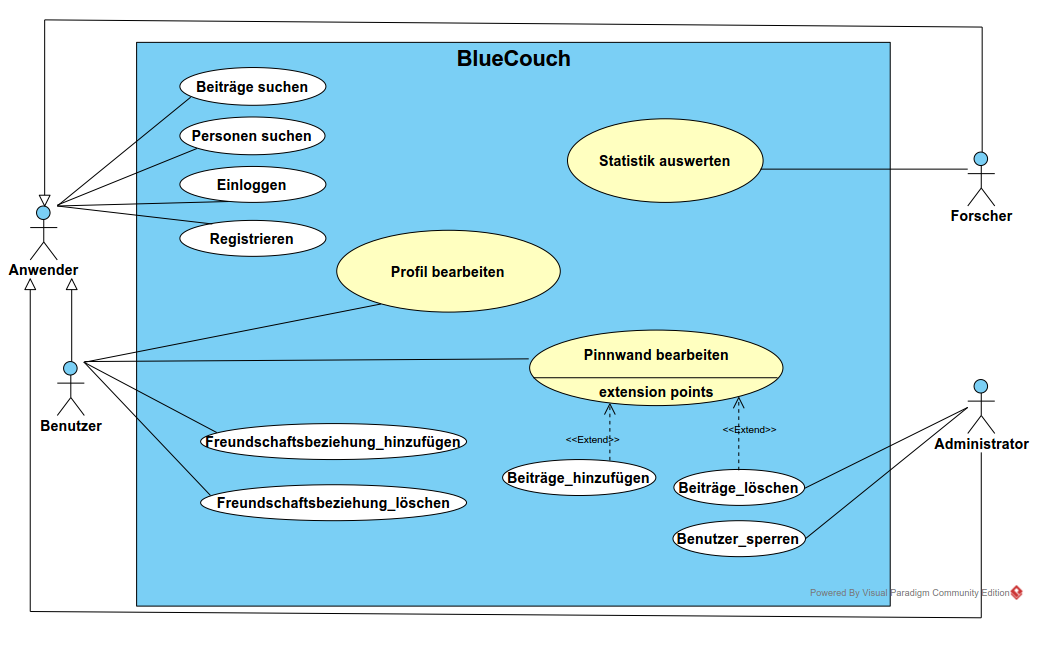 BlueCouch
Beiträge suchen
Personen suchen
Statistik auswerten
Einloggen
Forscher
Registrieren
Anwender
Profil bearbeiten
Pinnwand bearbeiten
extension points
Benutzer
Freundschaftsbeziehung_hinzufügen
<<Extend>>
<<Extend>>
Administrator
Beiträge_hinzufügen
Beiträge_löschen
Freundschaftsbeziehung_löschen
Benutzer_sperren
Powered By Visual Paradigm Community Edition